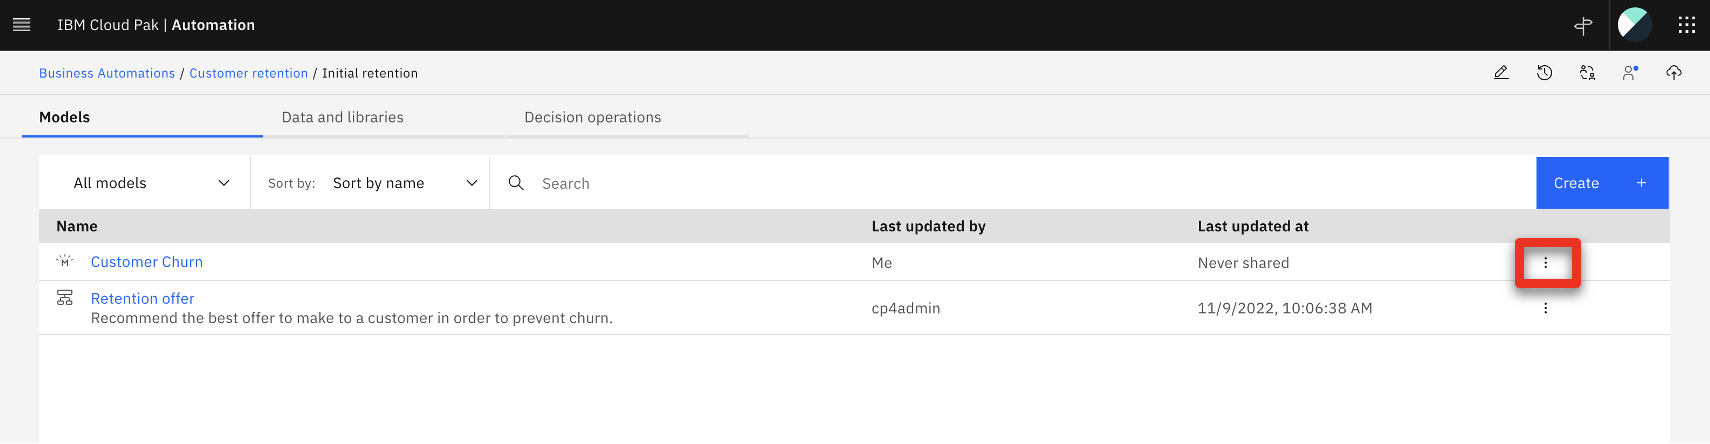 IBM Cloud Pak | Automation
Business Automations / Customer retention / Initial retention
Models Data and libraries Decision operations
All models Sort by: Sort by name Search Create +
Name Last updated by Last updated at
M Customer Churn Me Never shared
Retention offer
Recommend the best offer to make to a customer in order to prevent churn. cp4admin 11/9/2022, 10:06:38 AM